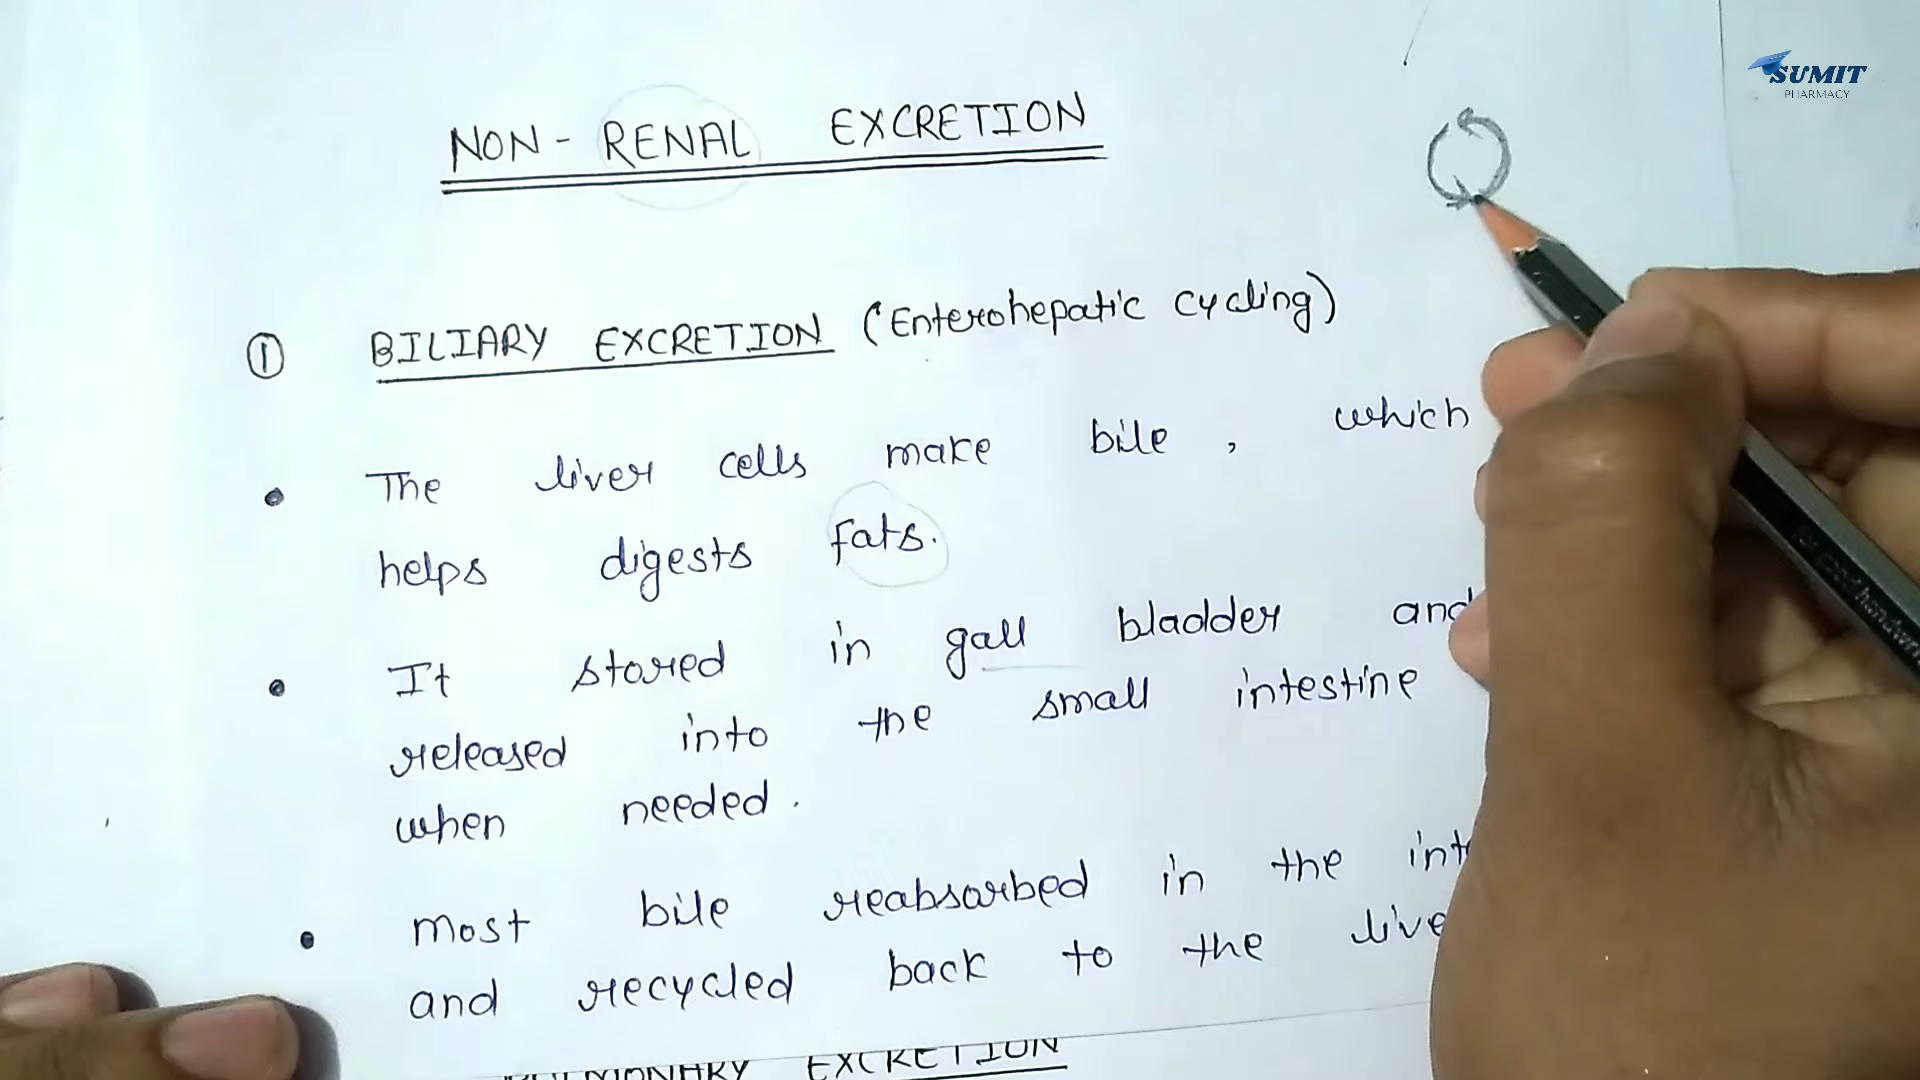 SUMIT
PHARMACY
NON-RENAL EXCRETION
① BILIARY EXCRETION (Enterohepatic cycling)
• The liver cells make bile, which
helps digests fats.
• It stored in gall bladder and
released into the small intestine
when needed.
• most bile reabsorbed in the
and recycled back to the
PULMONARY EXCRETION